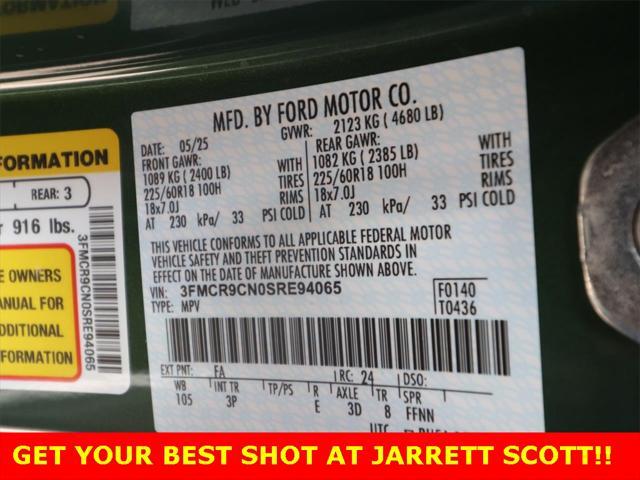 MFD. BY FORD MOTOR CO.
DATE: 05/25
GVWR: 2123 KG ( 4680 LB)
FRONT GAWR:
1089 KG ( 2400 LB)
225/60R18 100H
18x7.0J
AT 230 kPa/ 33 PSI COLD
WITH
TIRES
RIMS
REAR GAWR:
1082 KG ( 2385 LB)
225/60R18 100H
18x7.0J
AT 230 kPa/ 33 PSI COLD
WITH
TIRES
RIMS
THIS VEHICLE CONFORMS TO ALL APPLICABLE FEDERAL MOTOR
VEHICLE SAFETY AND THEFT PREVENTION STANDARDS IN
EFFECT ON THE DATE OF MANUFACTURE SHOWN ABOVE.
VIN: 3FMCR9CN0SRE94065
TYPE: MPV
F0140
T0436
EXT PNT: FA RC: 24 DSO:
WB INT TR TP/PS R AXLE TR SPR
105 3P E 3D 8 FFNN
UTC
FORMATION
REAR: 3
916 lbs.
OWNERS
ANUAL FOR
DDITIONAL
NFORMATION
3FMCR9CN0SRE94065
GET YOUR BEST SHOT AT JARRETT SCOTT!!